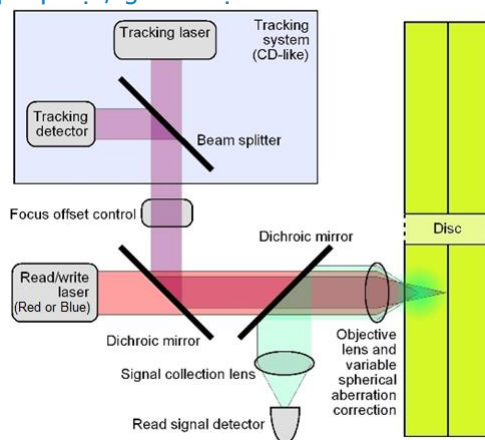 Tracking laser
Tracking
system
(CD-like)
Tracking
detector
Beam splitter
Focus offset control
Dichroic mirror
Disc
Read/write
laser
(Red or Blue)
Dichroic mirror
Objective
lens and
variable
spherical
aberration
correction
Signal collection lens
Read signal detector